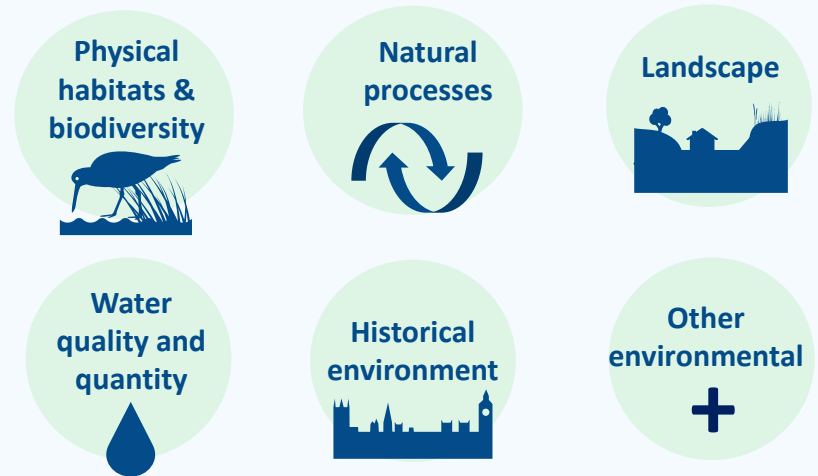 Physical
habitats &
biodiversity
Natural
processes
Landscape
Water
quality and
quantity
Historical
environment
Other
environmental